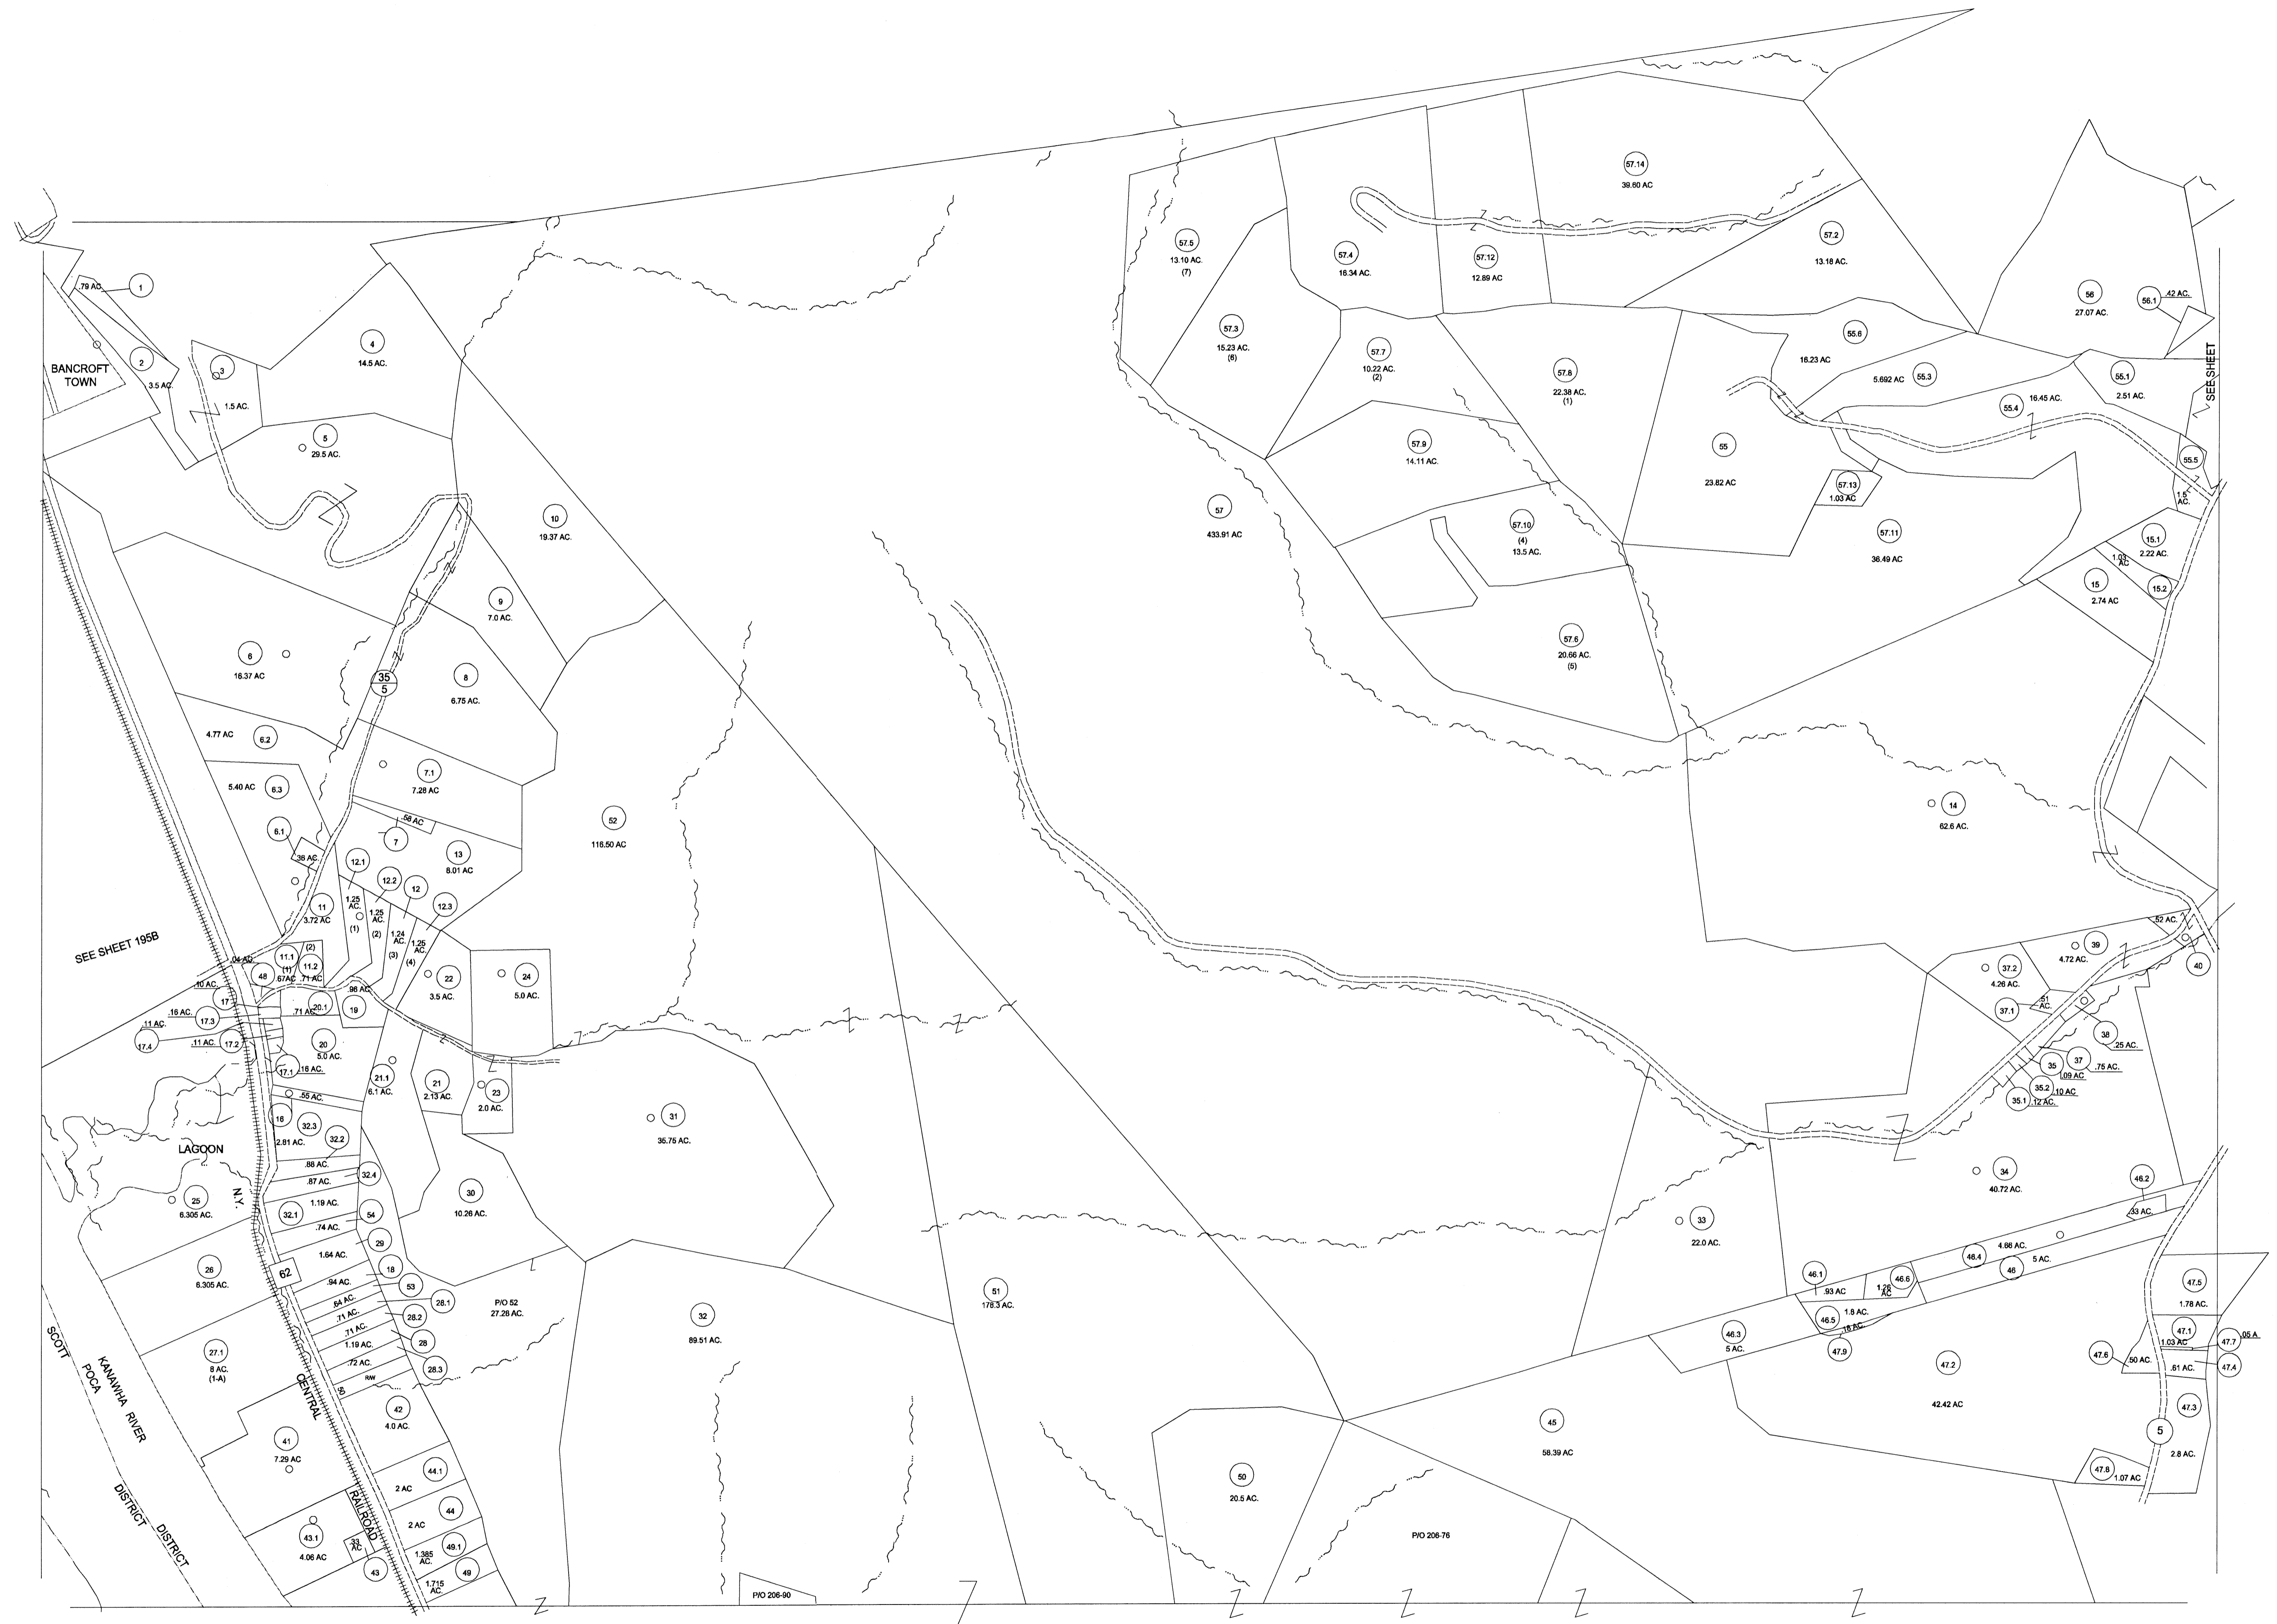 57.14
39.60 AC
57.5
13.10 AC.
(7)
57.4
16.34 AC.
57.12
12.89 AC
57.2
13.18 AC.
1
.79 AC.
56
27.07 AC.
56.1
.42 AC.
SEE SHEET
BANCROFT
TOWN
2
3.5 AC.
3
1.5 AC.
4
14.5 AC.
57.3
15.23 AC.
(6)
57.7
10.22 AC.
(2)
57.8
22.38 AC.
(1)
55.6
16.23 AC
55.3
5.692 AC
55.1
2.51 AC.
55.4
16.45 AC.
5
29.5 AC.
57.9
14.11 AC.
55
23.82 AC
55.5
1.5
AC.
57.13
1.03 AC
10
19.37 AC.
57
433.91 AC
57.10
(4)
13.5 AC.
57.11
36.49 AC
15.1
2.22 AC.
1.03
AC
15.2
15
2.74 AC
9
7.0 AC.
6
16.37 AC
35
5
8
6.75 AC.
57.6
20.66 AC.
(5)
4.77 AC
6.2
5.40 AC
6.3
7.1
7.28 AC
.58 AC
7
52
116.50 AC
14
62.6 AC.
6.1
.36 AC.
13
8.01 AC
12.1
12.2
12
12.3
11
3.72 AC
1.25
AC.
(1)
1.25
AC.
(2)
1.24
AC.
(3)
1.25
AC.
(4)
SEE SHEET 195B
.04 AC.
48
11.1
(1)
.67AC
(2)
11.2
.71 AC
.10 AC.
17
.16 AC.
17.3
.11 AC.
17.4
.11 AC.
17.2
.71 AC
20.1
.96 AC
19
22
3.5 AC.
24
5.0 AC.
.52 AC.
39
4.72 AC.
40
37.2
4.26 AC.
37.1
.51
AC.
38
.25 AC.
37
.75 AC.
35
.09 AC
35.2
.10 AC
35.1
.12 AC.
20
5.0 AC.
17.1
.16 AC.
21.1
6.1 AC.
21
2.13 AC.
23
2.0 AC.
.55 AC.
16
32.3
2.81 AC.
32.2
31
35.75 AC.
LAGOON
.88 AC.
.87 AC.
32.4
25
6.305 AC.
N.Y.
32.1
1.19 AC.
54
.74 AC.
30
10.26 AC.
34
40.72 AC.
46.2
.33 AC.
33
22.0 AC.
29
1.64 AC.
26
6.305 AC.
62
18
.94 AC.
53
.64 AC.
28.1
.71 AC.
28.2
.71 AC.
28
1.19 AC.
28.3
.72 AC.
50
R/W
P/O 52
27.28 AC.
51
178.3 AC.
32
89.51 AC.
46.4
4.66 AC.
46
5 AC.
46.1
.93 AC
1.26
AC
46.6
46.5
1.8 AC.
.18 AC.
47.9
46.3
5 AC.
47.5
1.78 AC.
47.1
1.03 AC
47.7
.05 A
47.6
.50 AC.
.61 AC.
47.4
47.2
42.42 AC
47.3
2.8 AC.
5
47.8
1.07 AC
27.1
8 AC.
(1-A)
SCOTT
POCA
KANAWHA RIVER
CENTRAL
42
4.0 AC.
41
7.29 AC
45
58.39 AC
44.1
2 AC
50
20.5 AC.
44
2 AC
RAILROAD
DISTRICT
DISTRICT
43.1
4.06 AC
.33
AC
43
49.1
1.385
AC.
49
1.715
AC.
P/O 206-76
P/O 206-90